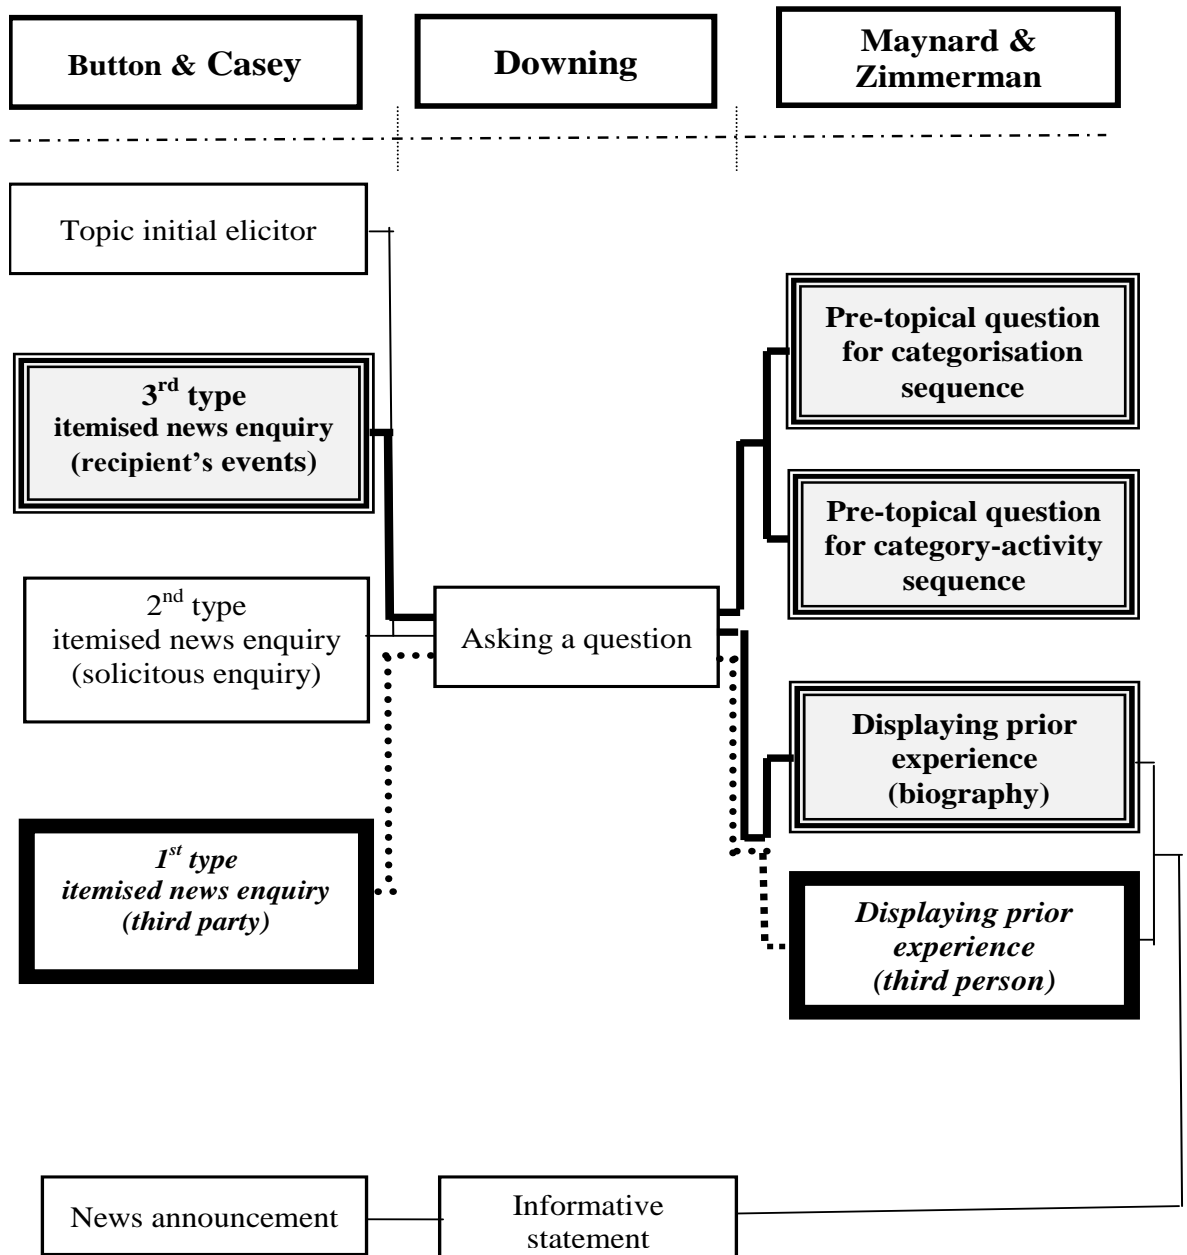 Button & Casey
Downing
Maynard &
Zimmerman
Topic initial elicitor
3rd type
itemised news enquiry
(recipient's events)
2nd type
itemised news enquiry
(solicitous enquiry)
1st type
itemised news enquiry
(third party)
News announcement
Asking a question
Informative
statement
Pre-topical question
for categorisation
sequence
Pre-topical question
for category-activity
sequence
Displaying prior
experience
(biography)
Displaying prior
experience
(third person)